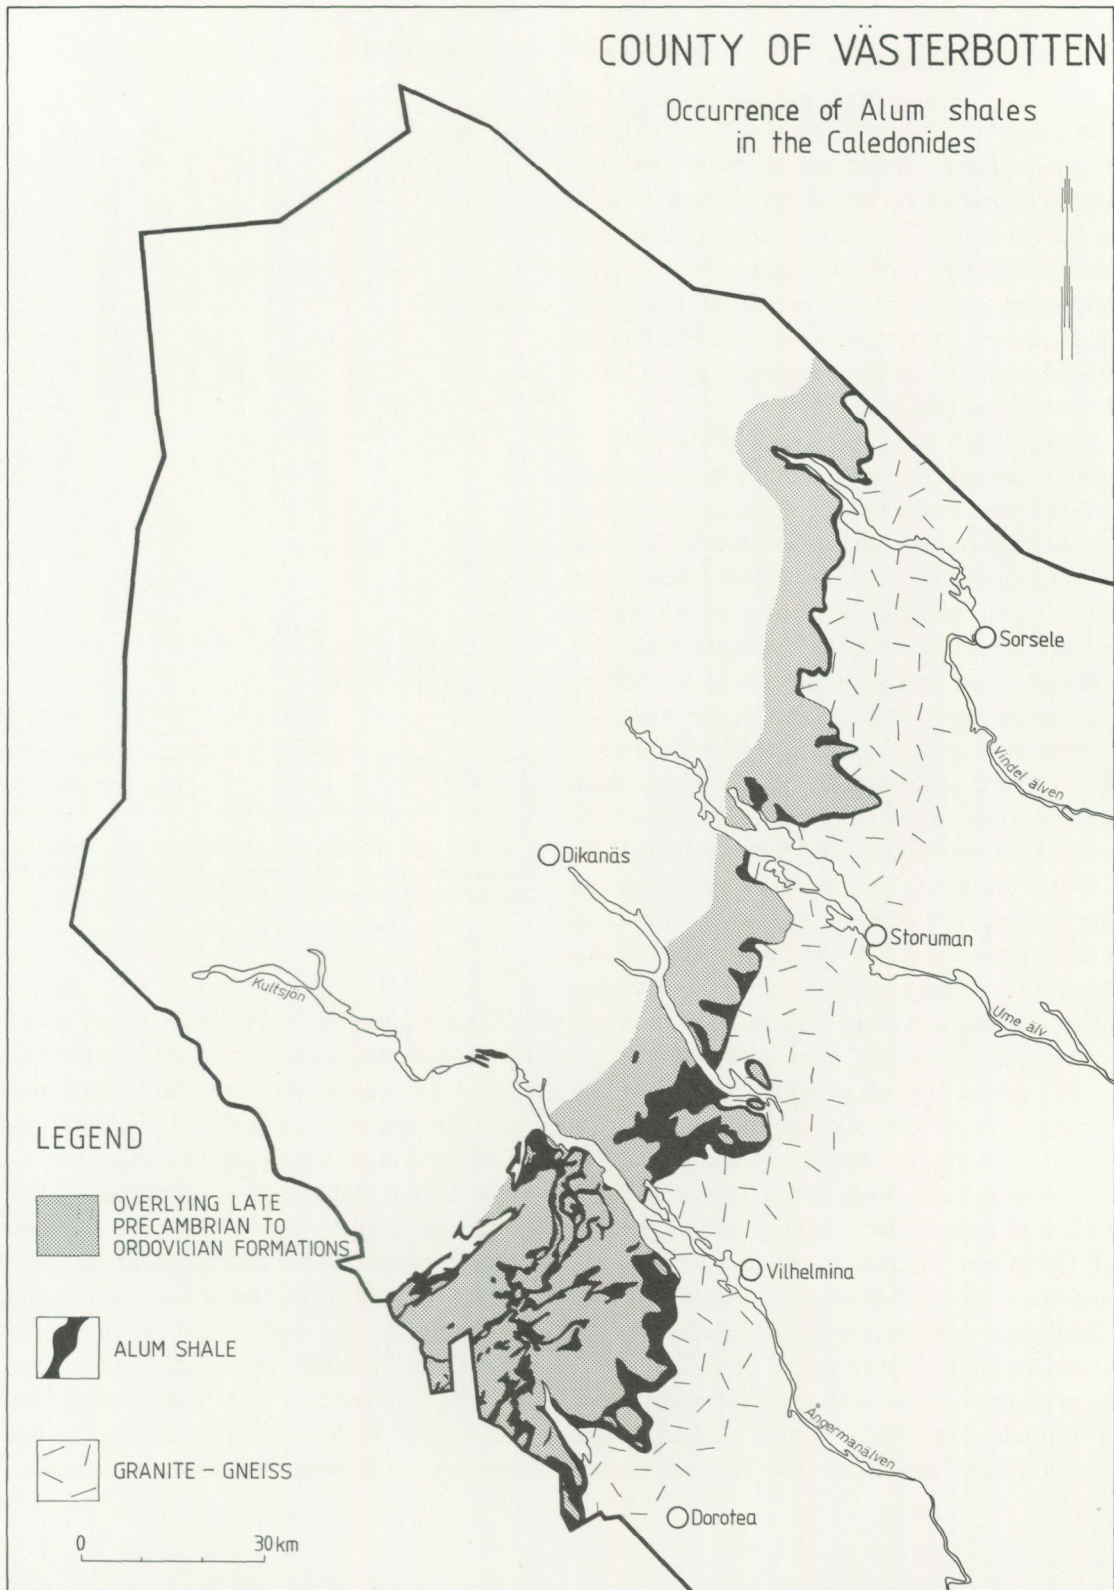 COUNTY OF VÄSTERBOTTEN
Occurrence of Alum shales
in the Caledonides
Sorsele
Vindel älven
Dikanäs
Storuman
Kultsjön
Ume älv
LEGEND
OVERLYING LATE
PRECAMBRIAN TO
ORDOVICIAN FORMATIONS
Vilhelmina
ALUM SHALE
Ångermanälven
GRANITE - GNEISS
Dorotea
0 30 km